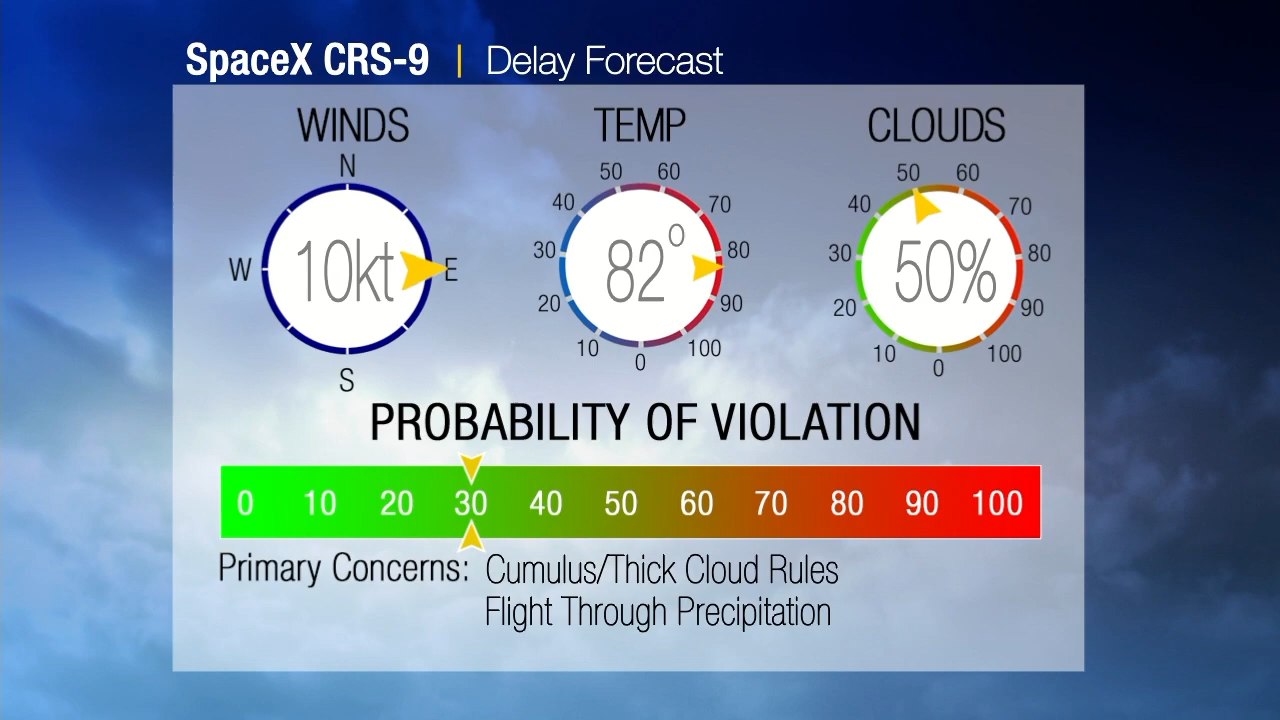 SpaceX CRS-9 | Delay Forecast
WINDS
N
W
10kt
E
S
TEMP
50 60
40 70
30 80
82°
20 90
10 100
0
CLOUDS
50 60
40 70
30 80
50%
20 90
10 100
0
PROBABILITY OF VIOLATION
0 10 20 30 40 50 60 70 80 90 100
Primary Concerns: Cumulus/Thick Cloud Rules
Flight Through Precipitation